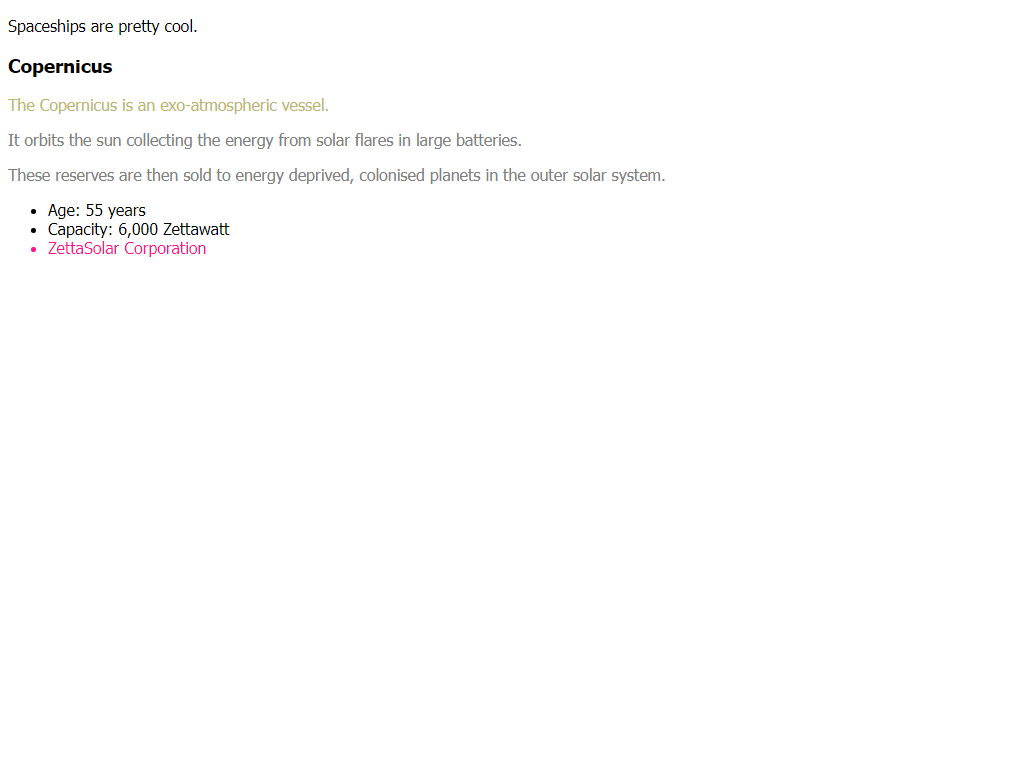 Spaceships are pretty cool.
Copernicus
The Copernicus is an exo-atmospheric vessel.
It orbits the sun collecting the energy from solar flares in large batteries.
These reserves are then sold to energy deprived, colonised planets in the outer solar system.
• Age: 55 years
• Capacity: 6,000 Zettawatt
• ZettaSolar Corporation